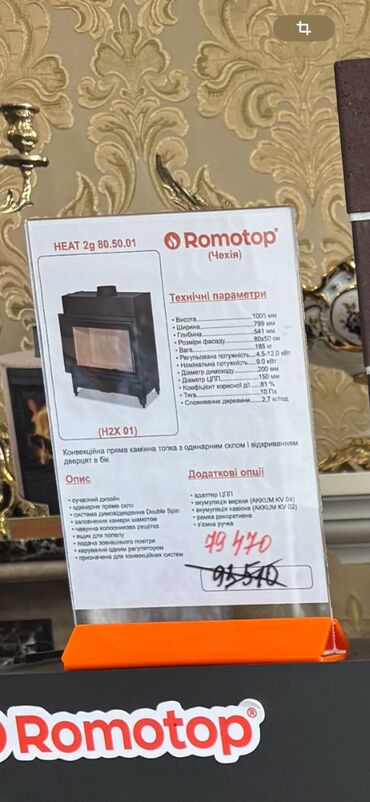 HEAT 2g 80.50.01
Romotop®
(Чехія)
(H2X 01)
Технічні параметри
• Висота...................1005 мм
• Ширина...................799 мм
• Глибина...................541 мм
• Розміри фасаду...................80x50 см
• Вага...................185 кг
• Регульована потужність....4.5-12.0 кВт
• Номінальна потужність.......9.0 кВт
• Діаметр димоходу.........200 мм
• Діаметр ЦПП...................150 мм
• Коефіцієнт корисної дії......81 %
• Тяга...................10 Па
• Споживання деревини.....2,7 кг/год
Конвекційна пряма камінна топка з одинарним склом і відкриванням
дверцят в бік
Опис
• сучасний дизайн
• одинарне пряме скло
• система димовідведення Double Spin
• заповнення камери шамотом
• чавунна колосникова решітка
• ящик для попелу
• подача зовнішнього повітря
• керування одним регулятором
• призначена для конвекційних систем
Додаткові опції
• адаптер ЦПП
• акумуляція верхня (AKKUM KV 04)
• акумуляція навісна (AKKUM KV 02)
• рамка декоративна
• з'ємна ручка
79 470
93 510
Romotop®